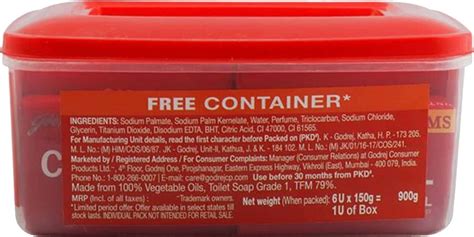 FREE CONTAINER*
INGREDIENTS: Sodium Palmate, Sodium Palm Kernelate, Water, Perfume, Triclocarban, Sodium Chloride,
Glycerin, Titanium Dioxide, Disodium EDTA, BHT, Citric Acid, CI 47000, CI 61565.
For Manufacturing Unit details, read the first character before Packed on (PKD#). K - Godrej, Katha, H. P. - 173 205.
M. L. No.: (M) HIM/COS/06/87. J - Godrej, Unit-II, Kathua, J. & K. - 184 102. M. L. No.: (M) JK/01/16-17/COS/241.
Marketed by / Registered Address / For Consumer Complaints: Manager (Consumer Relations) at Godrej Consumer
Products Ltd., 4th Floor, Godrej One, Pirojshanagar, Eastern Express Highway, Vikhroli (East), Mumbai - 400 079.
Phone No.: 1-800-266-0007 | e-mail: care@godrejcp.com Use before 30 months from PKD#.
Made from 100% Vegetable Oils, Toilet Soap Grade 1, TFM 79%.
MRP (Incl. of all taxes): Trademark owners.
*Limited period offer. Offer available in select states till
stock lasts. INDIVIDUAL PACK NOT INTENDED FOR RETAIL SALE.
Net weight (When packed): 6U x 150g = 900g
1U of Box
C
MS
L